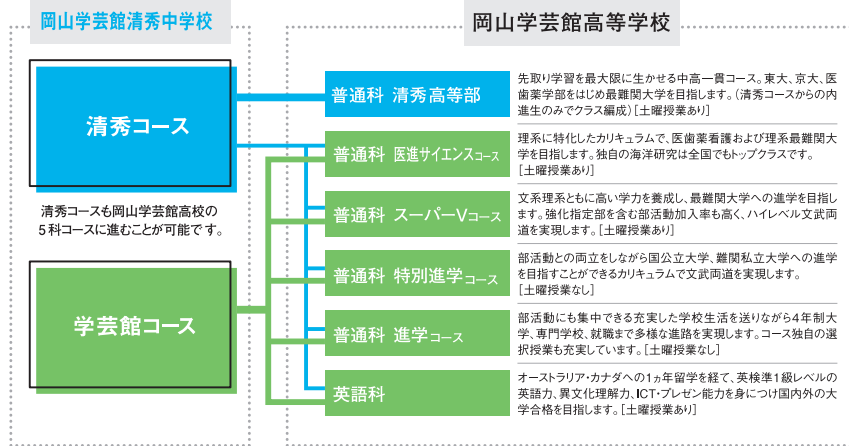 岡山学芸館清秀中学校
清秀コース
清秀コースも岡山学芸館高校の
5科コースに進むことが可能です。
学芸館コース
岡山学芸館高等学校
普通科 清秀高等部
先取り学習を最大限に生かせる中高一貫コース。東大、京大、医
歯薬学部をはじめ最難関大学を目指します。(清秀コースからの内
進生のみでクラス編成)[土曜授業あり]
普通科 医進サイエンスコース
理系に特化したカリキュラムで、医歯薬看護および理系最難関大
学を目指します。独自の海洋研究は全国でもトップクラスです。
[土曜授業あり]
普通科 スーパーVコース
文系理系ともに高い学力を養成し、最難関大学への進学を目指し
ます。強化指定部を含む部活動加入率も高く、ハイレベル文武両
道を実現します。[土曜授業あり]
普通科 特別進学コース
部活動との両立をしながら国公立大学、難関私立大学への進学
を目指すことができるカリキュラムで文武両道を実現します。
[土曜授業なし]
普通科 進学コース
部活動にも集中できる充実した学校生活を送りながら4年制大
学、専門学校、就職まで多様な進路を実現します。コース独自の選
択授業も充実しています。[土曜授業なし]
英語科
オーストラリア・カナダへの1ヵ年留学を経て、英検準1級レベルの
英語力、異文化理解力、ICT・プレゼン能力を身につけ国内外の大
学合格を目指します。[土曜授業あり]